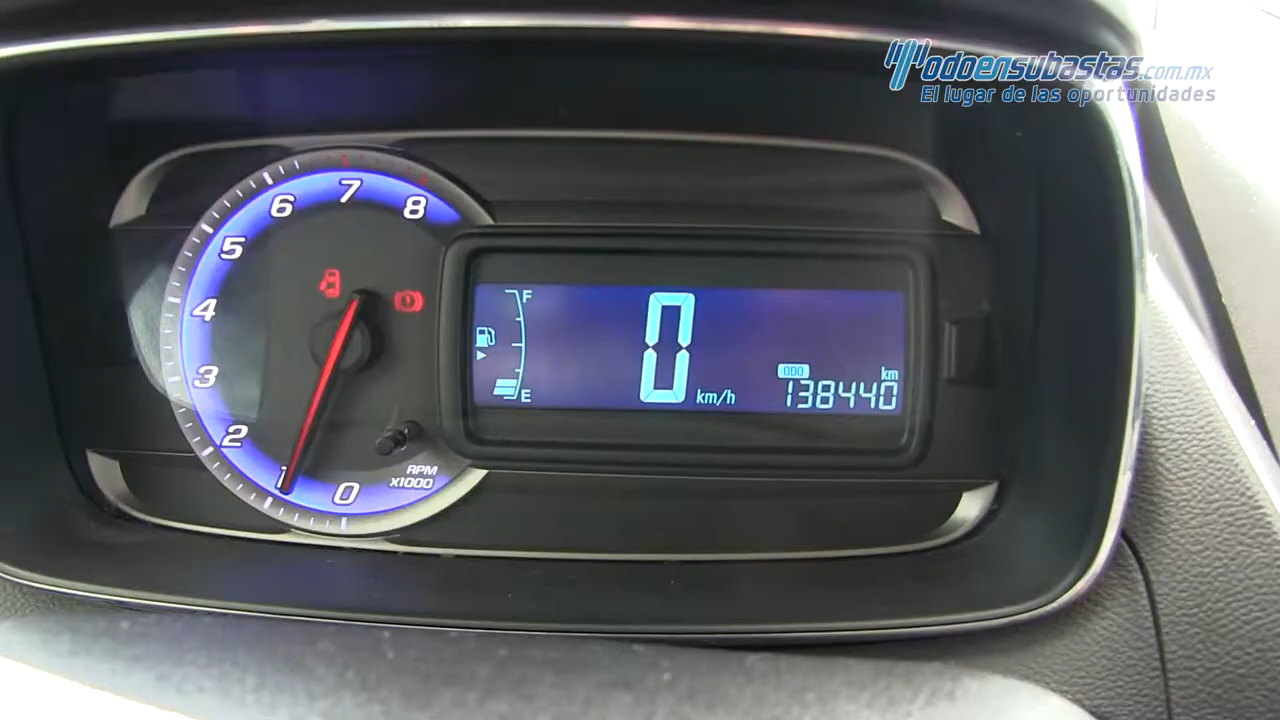 Todoensubastas.com.mx
El lugar de las oportunidades
7
6
8
5
4
3
2
1
0
RPM
X1000
F
E
0
km/h
ODO
km
138440